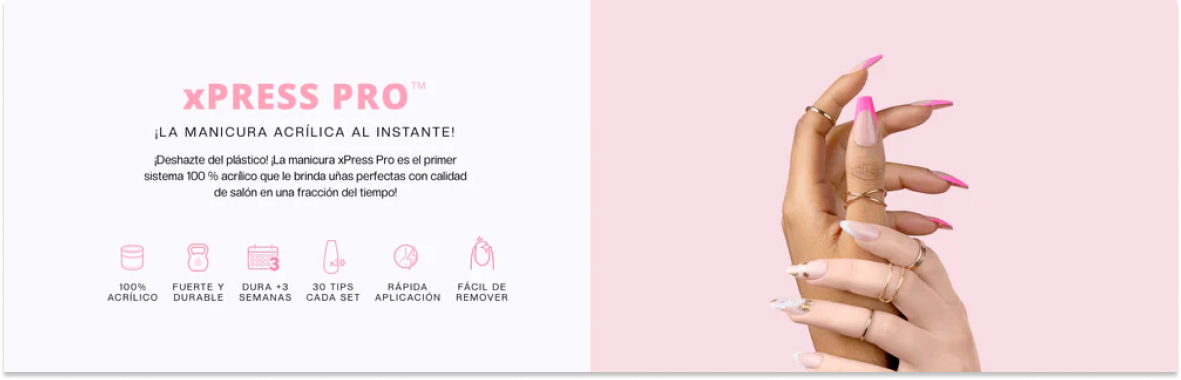 xPRESS PRO™
¡LA MANICURA ACRÍLICA AL INSTANTE!
¡Deshazte del plástico! ¡La manicura xPress Pro es el primer
sistema 100 % acrílico que le brinda uñas perfectas con calidad
de salón en una fracción del tiempo!
3
x30
100%
ACRÍLICO
FUERTE Y
DURABLE
DURA +3
SEMANAS
30 TIPS
CADA SET
RÁPIDA
APLICACIÓN
FÁCIL DE
REMOVER